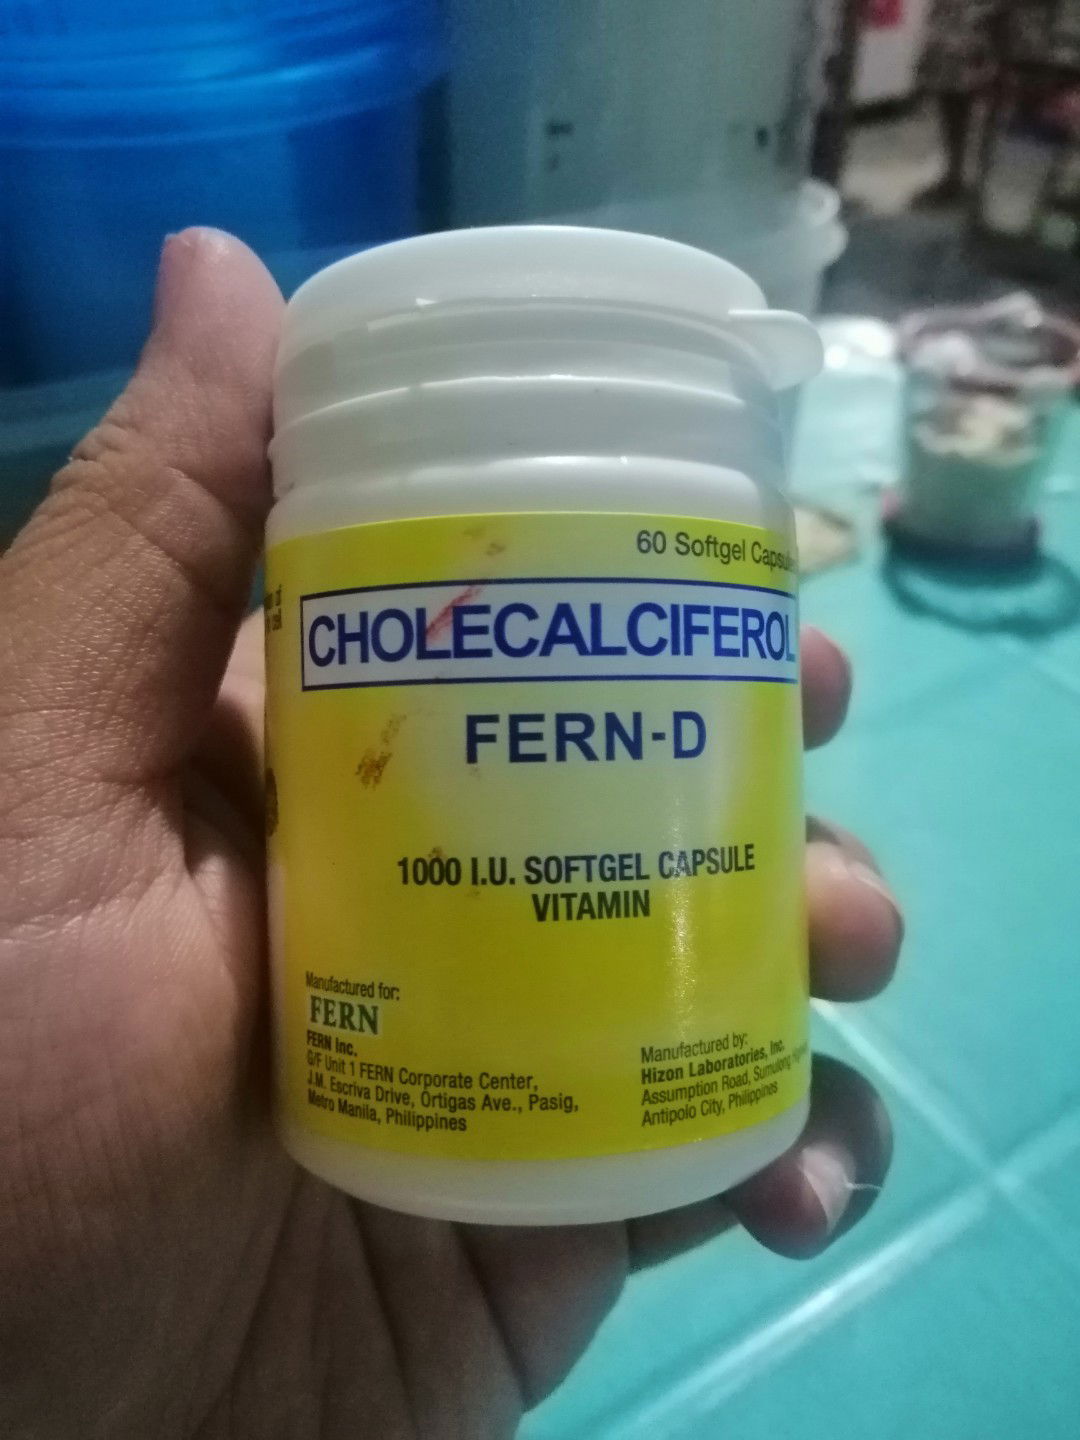 60 Softgel Capsules
CHOLECALCIFEROL
FERN-D
1000 I.U. SOFTGEL CAPSULE
VITAMIN
Manufactured for:
FERN
FERN Inc.
G/F Unit 1 FERN Corporate Center,
J.M. Escriva Drive, Ortigas Ave., Pasig,
Metro Manila, Philippines
Manufactured by:
Hizon Laboratories, Inc.
Assumption Road, Sumulong
Antipolo City, Philippines